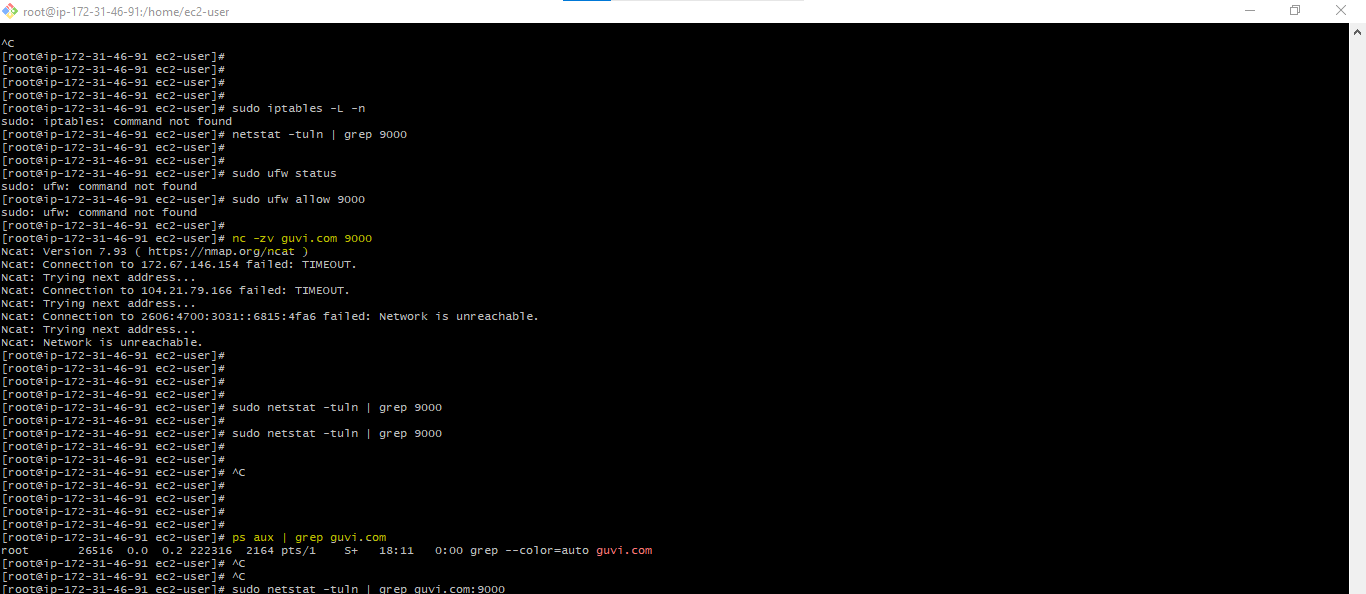 root@ip-172-31-46-91:/home/ec2-user
^C
[root@ip-172-31-46-91 ec2-user]#
[root@ip-172-31-46-91 ec2-user]#
[root@ip-172-31-46-91 ec2-user]#
[root@ip-172-31-46-91 ec2-user]#
[root@ip-172-31-46-91 ec2-user]# sudo iptables -L -n
sudo: iptables: command not found
[root@ip-172-31-46-91 ec2-user]# netstat -tuln | grep 9000
[root@ip-172-31-46-91 ec2-user]#
[root@ip-172-31-46-91 ec2-user]#
[root@ip-172-31-46-91 ec2-user]# sudo ufw status
sudo: ufw: command not found
[root@ip-172-31-46-91 ec2-user]# sudo ufw allow 9000
sudo: ufw: command not found
[root@ip-172-31-46-91 ec2-user]#
[root@ip-172-31-46-91 ec2-user]# nc -zv guvi.com 9000
Ncat: Version 7.93 ( https://nmap.org/ncat )
Ncat: Connection to 172.67.146.154 failed: TIMEOUT.
Ncat: Trying next address...
Ncat: Connection to 104.21.79.166 failed: TIMEOUT.
Ncat: Trying next address...
Ncat: Connection to 2606:4700:3031::6815:4fa6 failed: Network is unreachable.
Ncat: Trying next address...
Ncat: Network is unreachable.
[root@ip-172-31-46-91 ec2-user]#
[root@ip-172-31-46-91 ec2-user]#
[root@ip-172-31-46-91 ec2-user]#
[root@ip-172-31-46-91 ec2-user]#
[root@ip-172-31-46-91 ec2-user]# sudo netstat -tuln | grep 9000
[root@ip-172-31-46-91 ec2-user]#
[root@ip-172-31-46-91 ec2-user]# sudo netstat -tuln | grep 9000
[root@ip-172-31-46-91 ec2-user]#
[root@ip-172-31-46-91 ec2-user]#
[root@ip-172-31-46-91 ec2-user]# ^C
[root@ip-172-31-46-91 ec2-user]#
[root@ip-172-31-46-91 ec2-user]#
[root@ip-172-31-46-91 ec2-user]#
[root@ip-172-31-46-91 ec2-user]#
[root@ip-172-31-46-91 ec2-user]# ps aux | grep guvi.com
root       26516  0.0  0.2 222316  2164 pts/1    S+   18:11   0:00 grep --color=auto guvi.com
[root@ip-172-31-46-91 ec2-user]# ^C
[root@ip-172-31-46-91 ec2-user]# ^C
[root@ip-172-31-46-91 ec2-user]# sudo netstat -tuln | grep guvi.com:9000